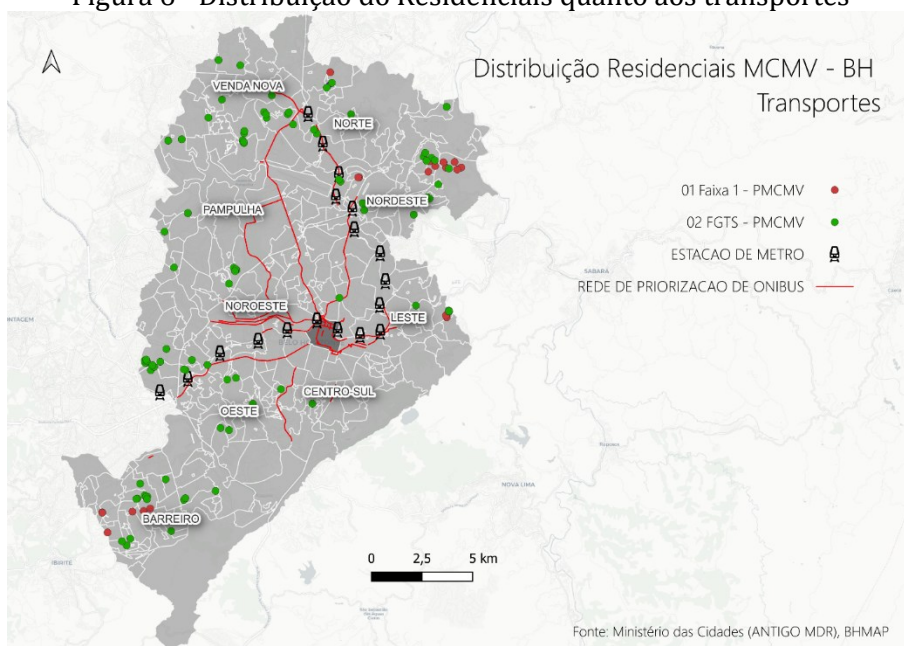 Figura 6 - Distribuição do Residenciais quanto aos transportes
Distribuição Residenciais MCMV - BH
Transportes
01 Faixa 1 - PMCMV
02 FGTS - PMCMV
ESTACAO DE METRO
REDE DE PRIORIZACAO DE ONIBUS
VENDA NOVA
NORTE
PAMPULHA
NORDESTE
NOROESTE
LESTE
CENTRO-SUL
OESTE
BARREIRO
SABARÁ
NOVA LIMA
IBIRITÉ
0 2,5 5 km
Fonte: Ministério das Cidades (ANTIGO MDR), BHMAP